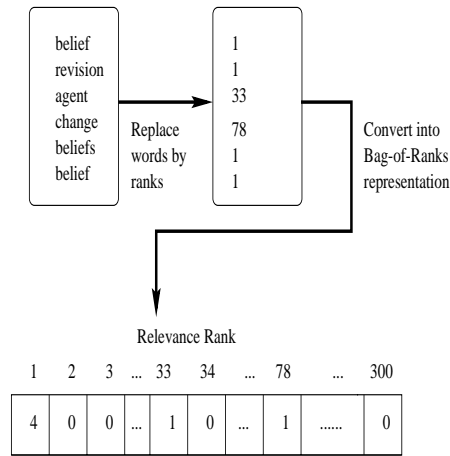 belief
revision
agent
change
beliefs
belief
Replace
words by
ranks
1
1
33
78
1
1
Convert into
Bag-of-Ranks
representation
Relevance Rank
1 2 3 ... 33 34 ... 78 ... 300
4 0 0 ... 1 0 ... 1 ...... 0